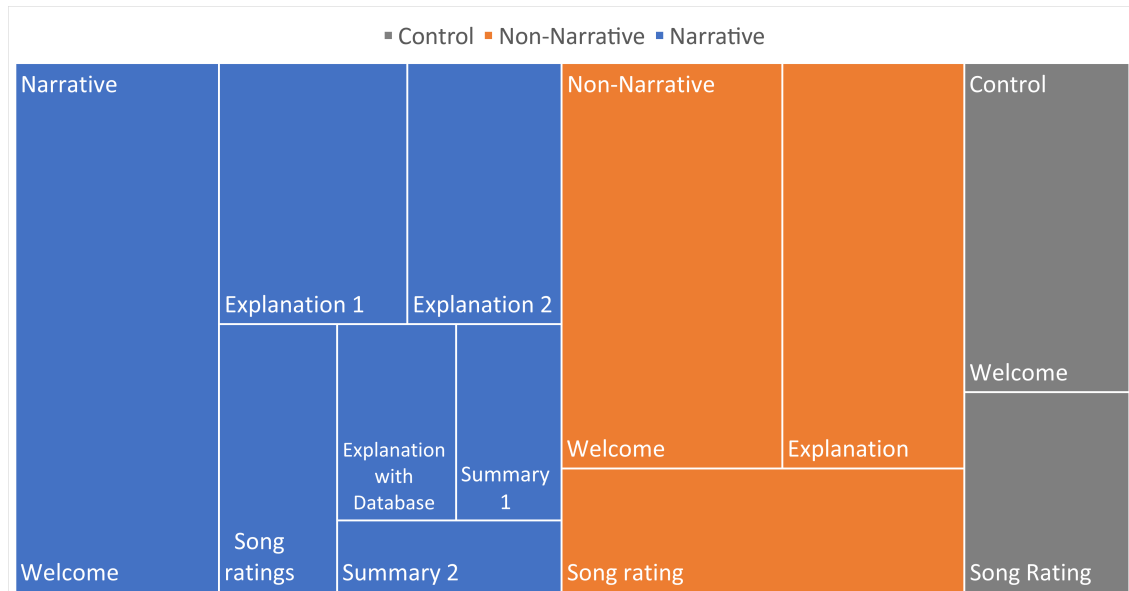 Control Non-Narrative Narrative
Narrative
Non-Narrative
Control
Explanation 1
Explanation 2
Welcome
Welcome
Explanation
Explanation
with
Database
Summary
1
Song
ratings
Welcome
Summary 2
Song rating
Song Rating